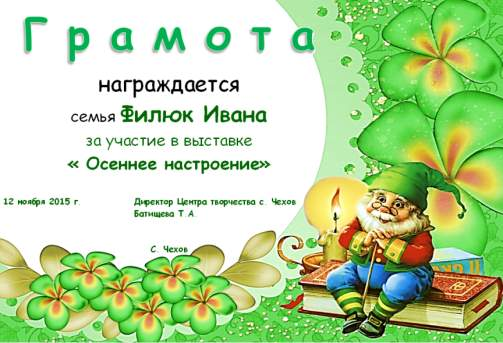 Грамота
награждается
семья Филюк Ивана
за участие в выставке
« Осеннее настроение»
12 ноября 2015 г. Директор Центра творчества с. Чехов
Батищева Т.А.
С. Чехов